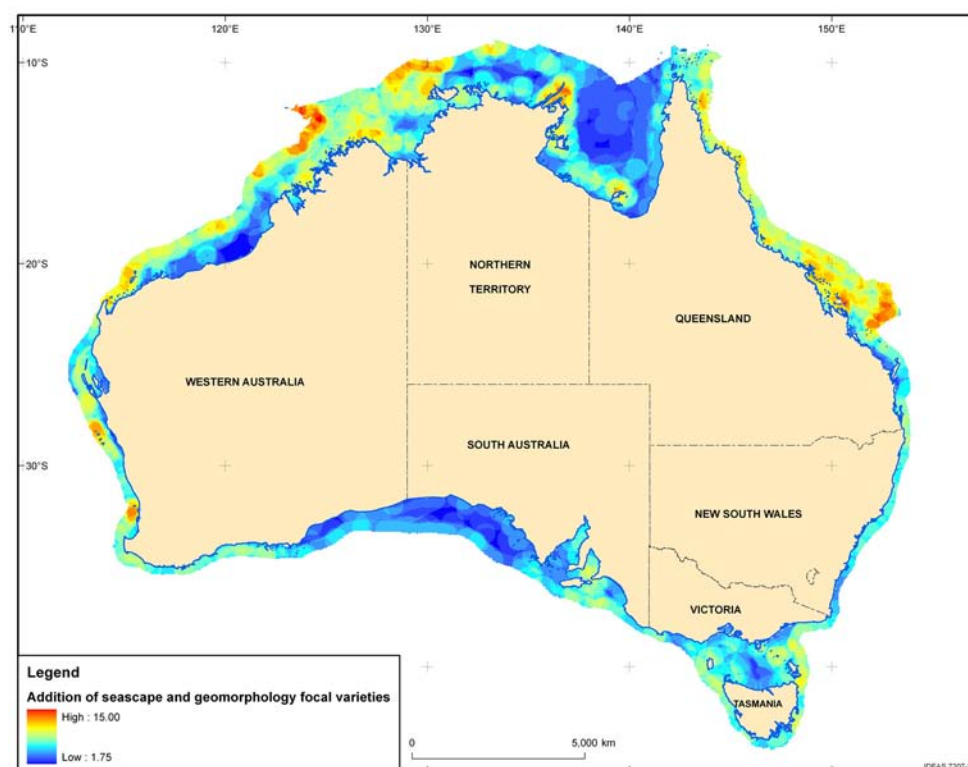 110°E 120°E 130°E 140°E 150°E
10°S
20°S
NORTHERN
TERRITORY
QUEENSLAND
WESTERN AUSTRALIA
SOUTH AUSTRALIA
30°S
NEW SOUTH WALES
VICTORIA
TASMANIA
Legend
Addition of seascape and geomorphology focal varieties
High : 15.00
Low : 1.75
0 5,000 km